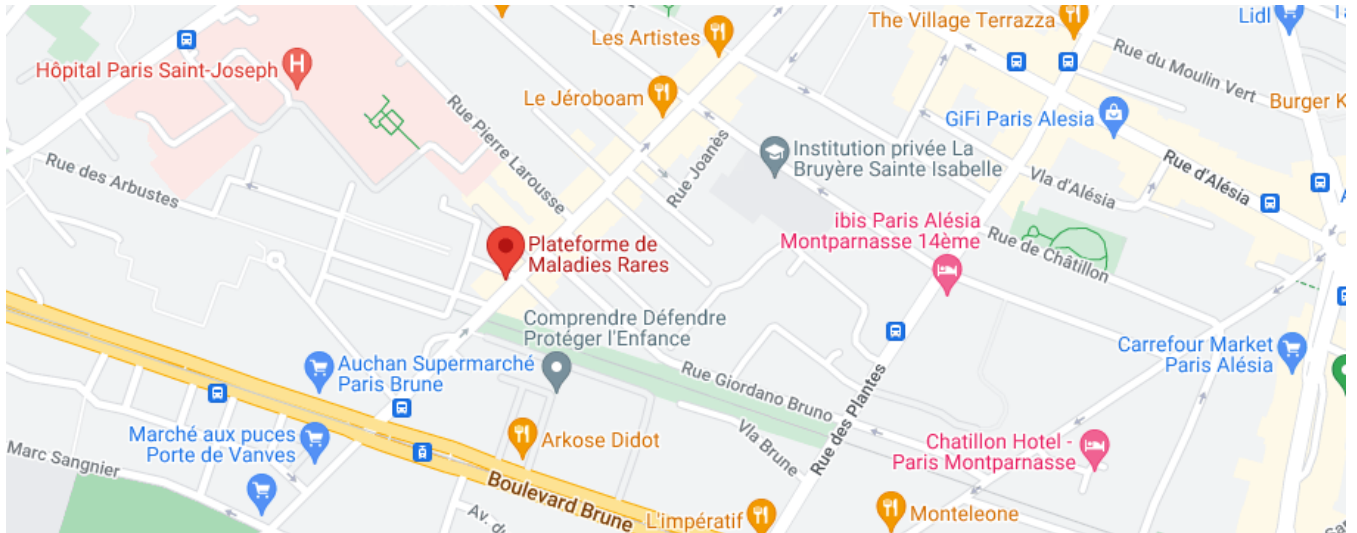 The Village Terrazza
Lidl
Les Artistes
Rue du Moulin Vert
Hôpital Paris Saint-Joseph
H
Le Jéroboam
Burger K
GiFi Paris Alesia
Rue Pierre Larousse
Institution privée La
Bruyère Sainte Isabelle
Rue Joanès
Rue des Arbustes
Vla d'Alésia
Rue d'Alésia
ibis Paris Alésia
Montparnasse 14ème
Plateforme de
Maladies Rares
Rue de Châtillon
Comprendre Défendre
Protéger l'Enfance
Carrefour Market
Paris Alésia
Auchan Supermarché
Paris Brune
Rue Giordano Bruno
Rue des Plantes
Marché aux puces
Porte de Vanves
Arkose Didot
Vla Brune
Chatillon Hotel -
Paris Montparnasse
Marc Sangnier
Boulevard Brune
L'impératif
Monteleone
Av. d